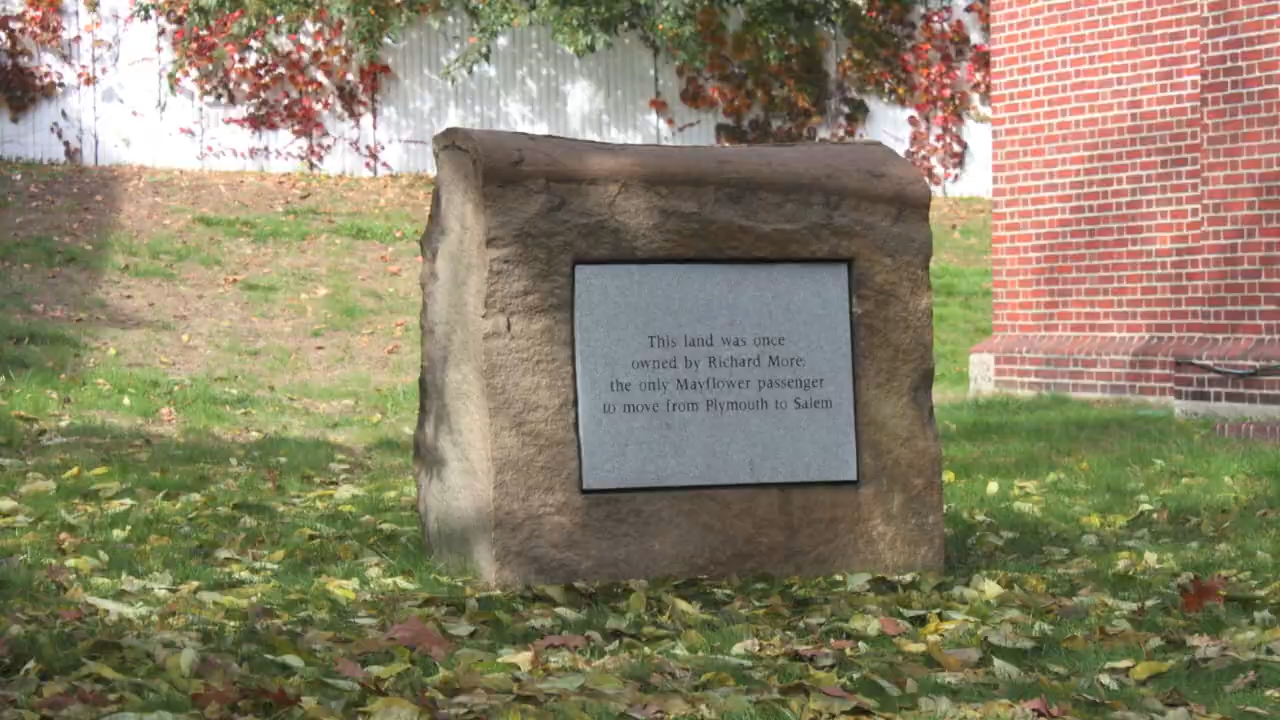 This land was once
owned by Richard More,
the only Mayflower passenger
to move from Plymouth to Salem